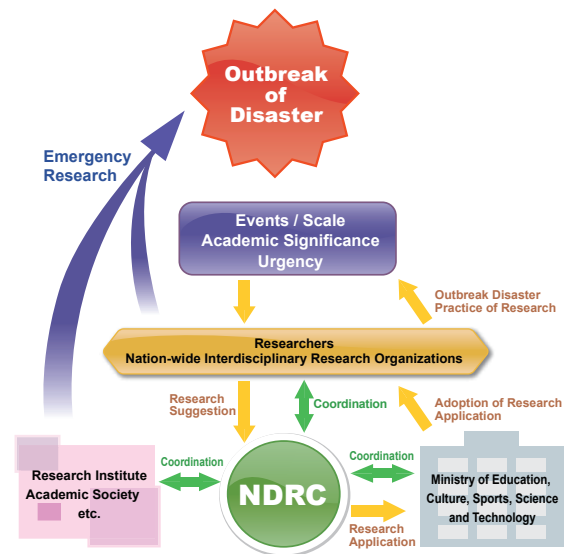 Outbreak
of
Disaster
Emergency
Research
Events / Scale
Academic Significance
Urgency
Outbreak Disaster
Practice of Research
Researchers
Nation-wide Interdisciplinary Research Organizations
Research
Suggestion
Coordination
Adoption of Research
Application
Research Institute
Academic Society
etc.
Coordination
NDRC
Coordination
Ministry of Education,
Culture, Sports, Science
and Technology
Research
Application